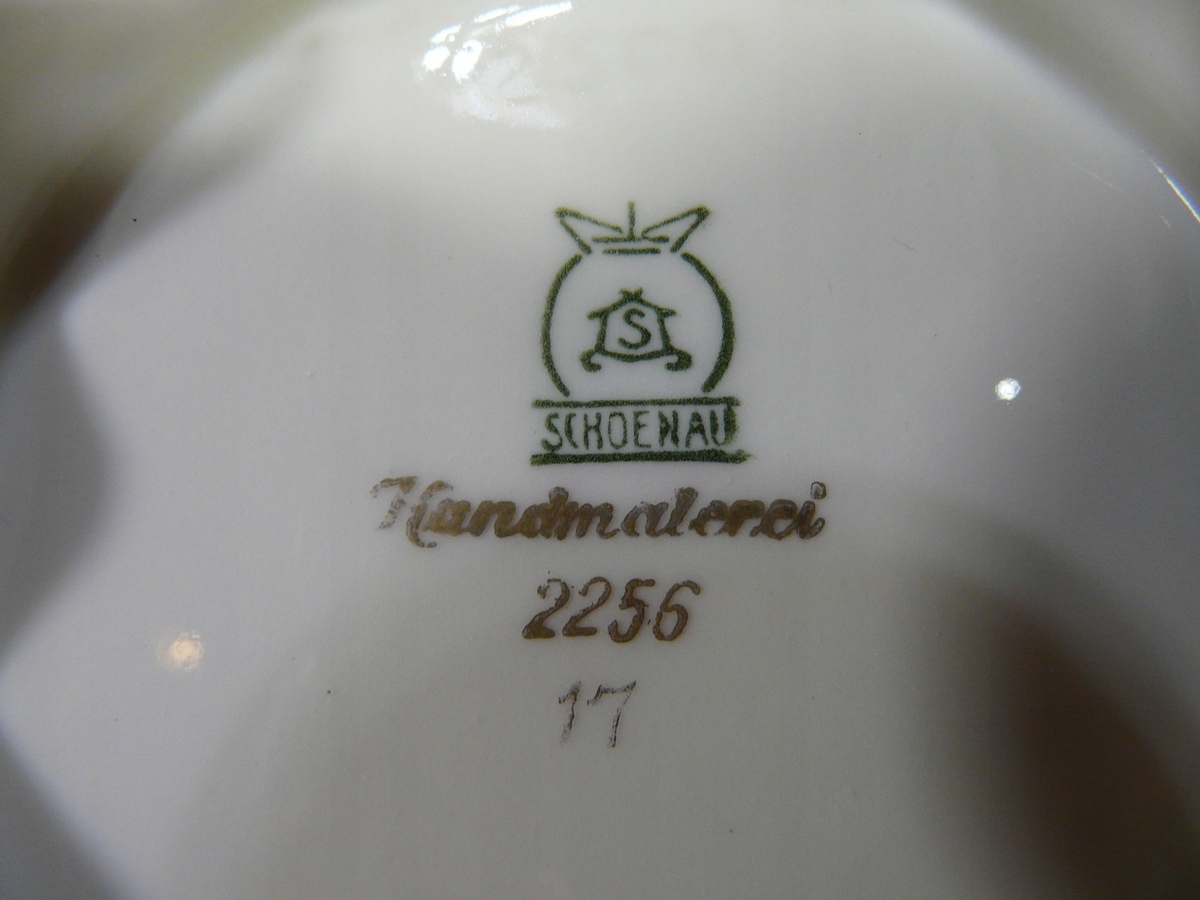 S
SCHOENAU
Handmalerei
2256
17